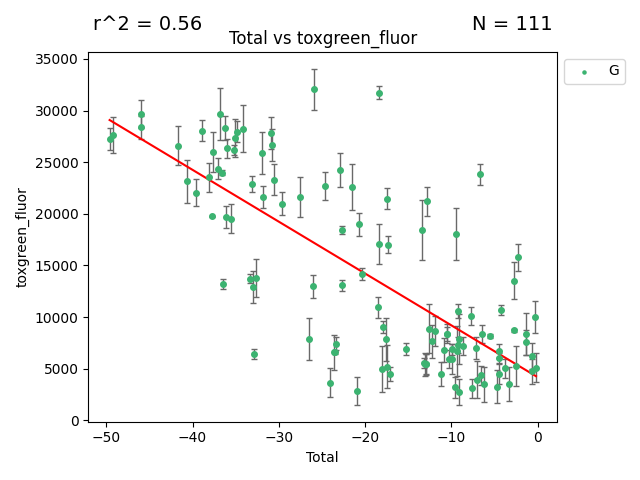 r^2 = 0.56
N = 111
Total vs toxgreen_fluor
G
toxgreen_fluor
35000
30000
25000
20000
15000
10000
5000
0
−50
−40
−30
−20
−10
0
Total